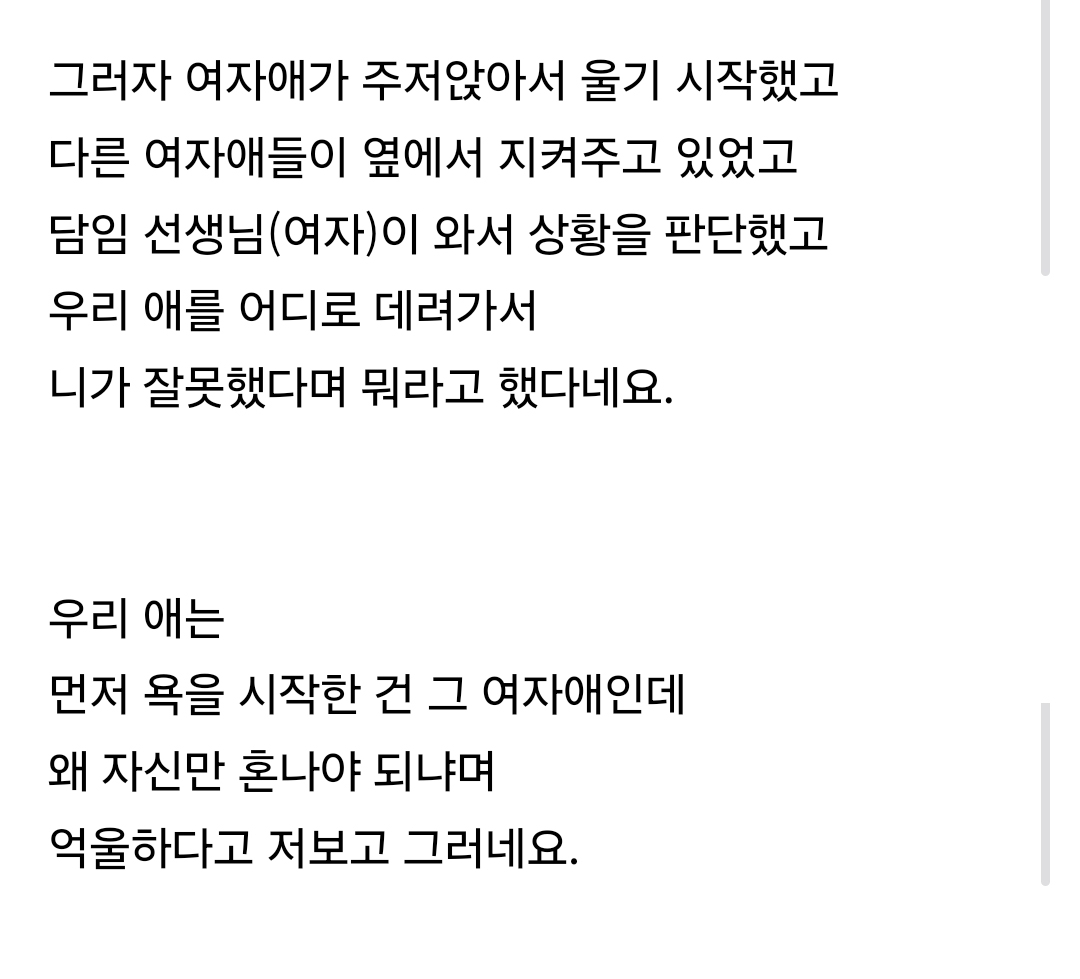 그러자 여자애가 주저앉아서 울기 시작했고
다른 여자애들이 옆에서 지켜주고 있었고
담임 선생님(여자)이 와서 상황을 판단했고
우리 애를 어디로 데려가서
니가 잘못했다며 뭐라고 했다네요.
우리 애는
먼저 욕을 시작한 건 그 여자애인데
왜 자신만 혼나야 되냐며
억울하다고 저보고 그러네요.